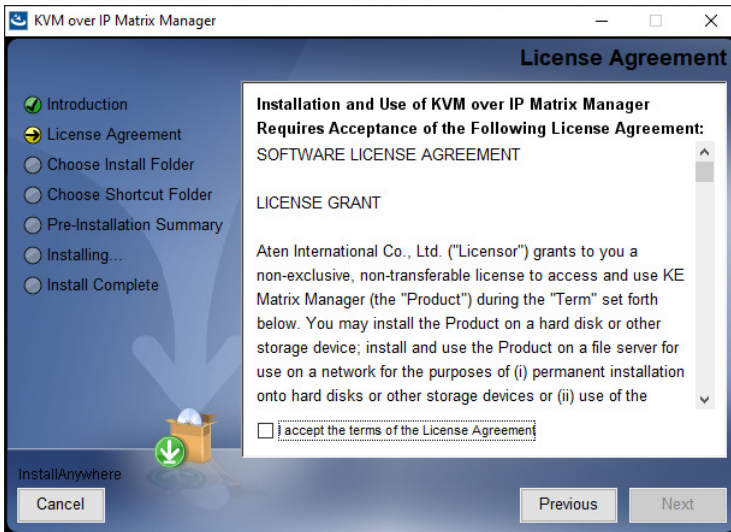 KVM over IP Matrix Manager
License Agreement
Introduction
License Agreement
Choose Install Folder
Choose Shortcut Folder
Pre-Installation Summary
Installing...
Install Complete
Installation and Use of KVM over IP Matrix Manager
Requires Acceptance of the Following License Agreement:
SOFTWARE LICENSE AGREEMENT
LICENSE GRANT
Aten International Co., Ltd. ("Licensor") grants to you a
non-exclusive, non-transferable license to access and use KE
Matrix Manager (the "Product") during the "Term" set forth
below. You may install the Product on a hard disk or other
storage device; install and use the Product on a file server for
use on a network for the purposes of (i) permanent installation
onto hard disks or other storage devices or (ii) use of the
I accept the terms of the License Agreement
InstallAnywhere
Cancel
Previous
Next